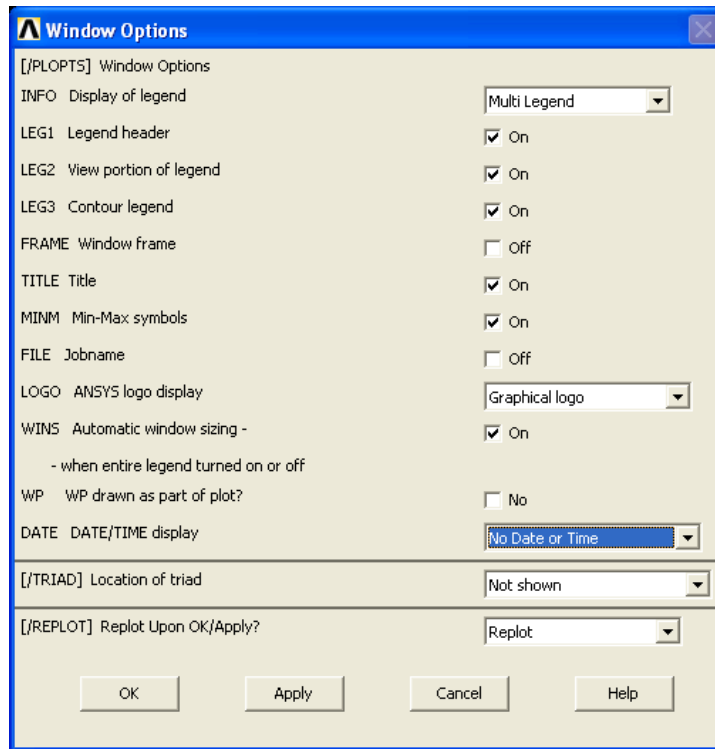 Window Options
[/PLOPTS] Window Options
INFO Display of legend Multi Legend
LEG1 Legend header On
LEG2 View portion of legend On
LEG3 Contour legend On
FRAME Window frame Off
TITLE Title On
MINM Min-Max symbols On
FILE Jobname Off
LOGO ANSYS logo display Graphical logo
WINS Automatic window sizing - On
- when entire legend turned on or off
WP WP drawn as part of plot? No
DATE DATE/TIME display No Date or Time
[/TRIAD] Location of triad Not shown
[/REPLOT] Replot Upon OK/Apply? Replot
OK Apply Cancel Help